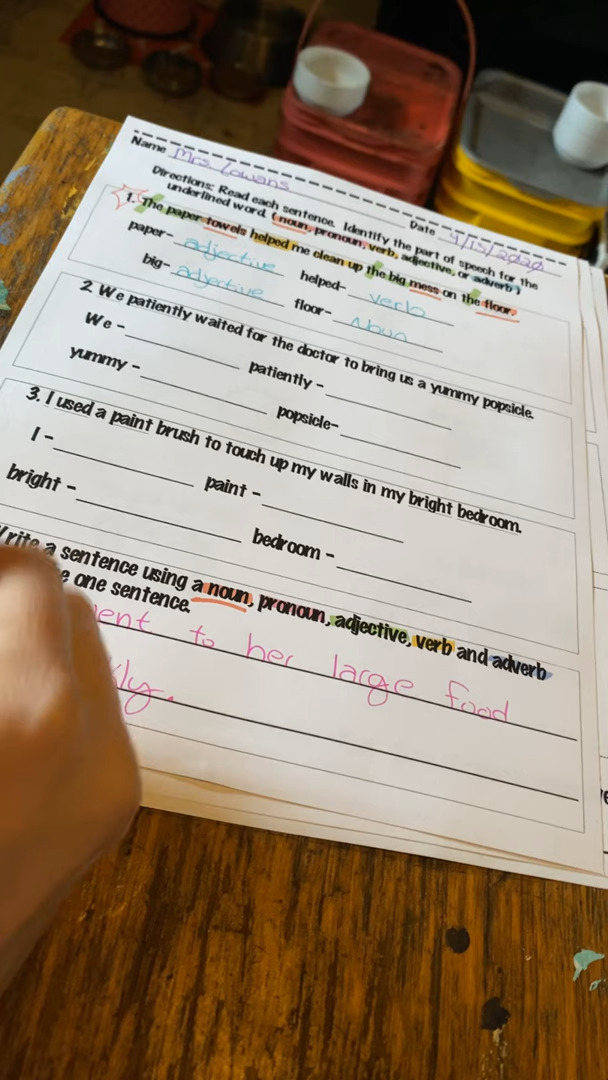 Name Mrs Lowans
Date 4/15/2020
Directions: Read each sentence. Identify the part of speech for the
underlined word. (noun, pronoun, verb, adjective, or adverb)
1. The paper towels helped me clean up the big mess on the floor.
paper- adjective helped- verb
big- adjective floor- Noun
2. We patiently waited for the doctor to bring us a yummy popsicle.
We - patiently -
yummy - popsicle-
3. I used a paint brush to touch up my walls in my bright bedroom.
I - paint -
bright - bedroom -
a sentence using a noun, pronoun, adjective, verb and adverb
one sentence.
to her large food